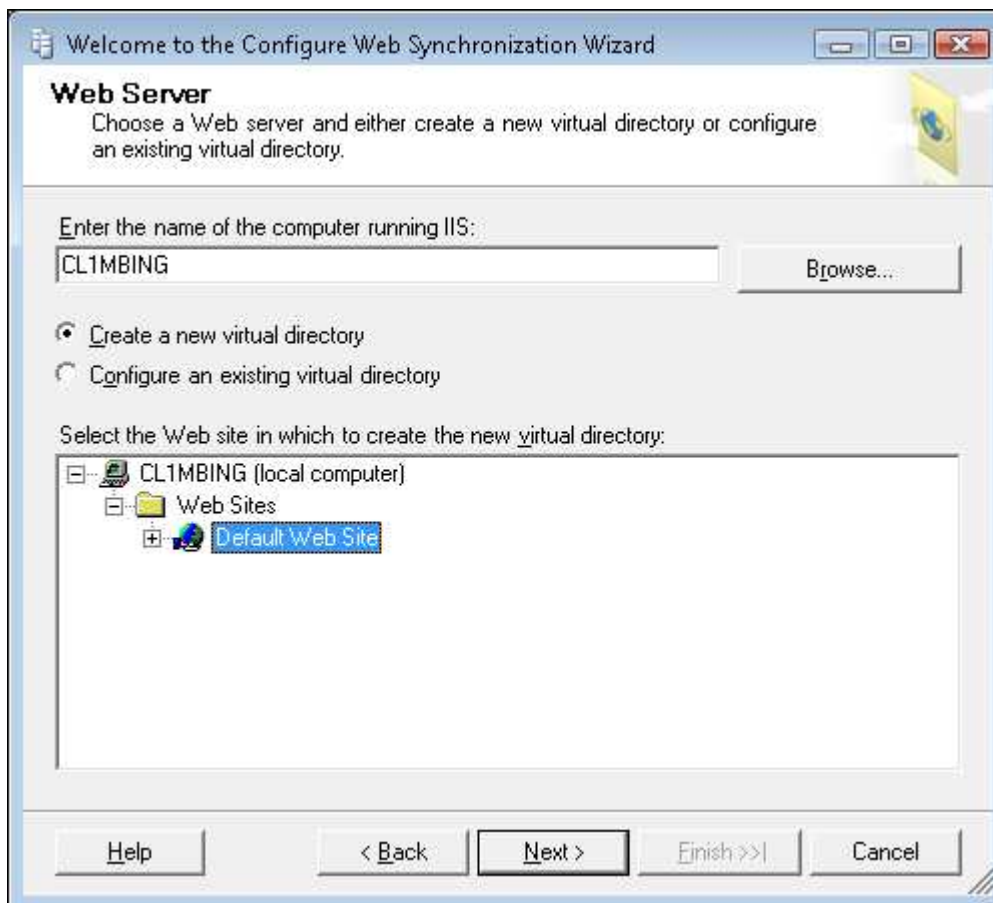 Welcome to the Configure Web Synchronization Wizard
Web Server
Choose a Web server and either create a new virtual directory or configure
an existing virtual directory.
Enter the name of the computer running IIS:
CL1MBING
Browse...
Create a new virtual directory
Configure an existing virtual directory
Select the Web site in which to create the new virtual directory:
CL1MBING (local computer)
Web Sites
Default Web Site
Help
< Back
Next >
Finish >>|
Cancel